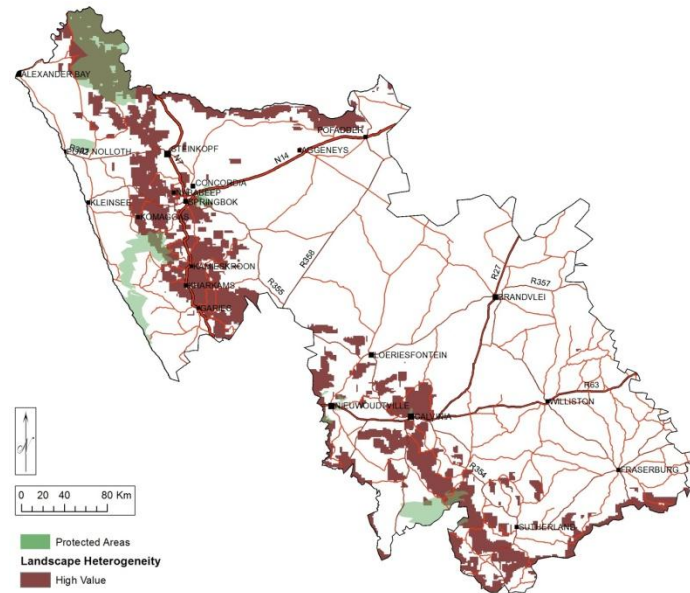 ALEXANDER BAY
NOLLOTH
STEINKOPF
N7
POFADDER
AGGENEYS
N14
CONCORDIA
SPRINGBOK
KLEINSEE
KOMAGGAS
KAMIESKROON
KHARKAMS
GARIES
R355
R358
R27
R357
BRANDVLEI
LOERIESFONTEIN
NIEUWOUDTVILLE
CALVINIA
R63
WILLISTON
R354
FRASERBURG
SUTHERLAND
N
0 20 40 80 Km
Protected Areas
Landscape Heterogeneity
High Value